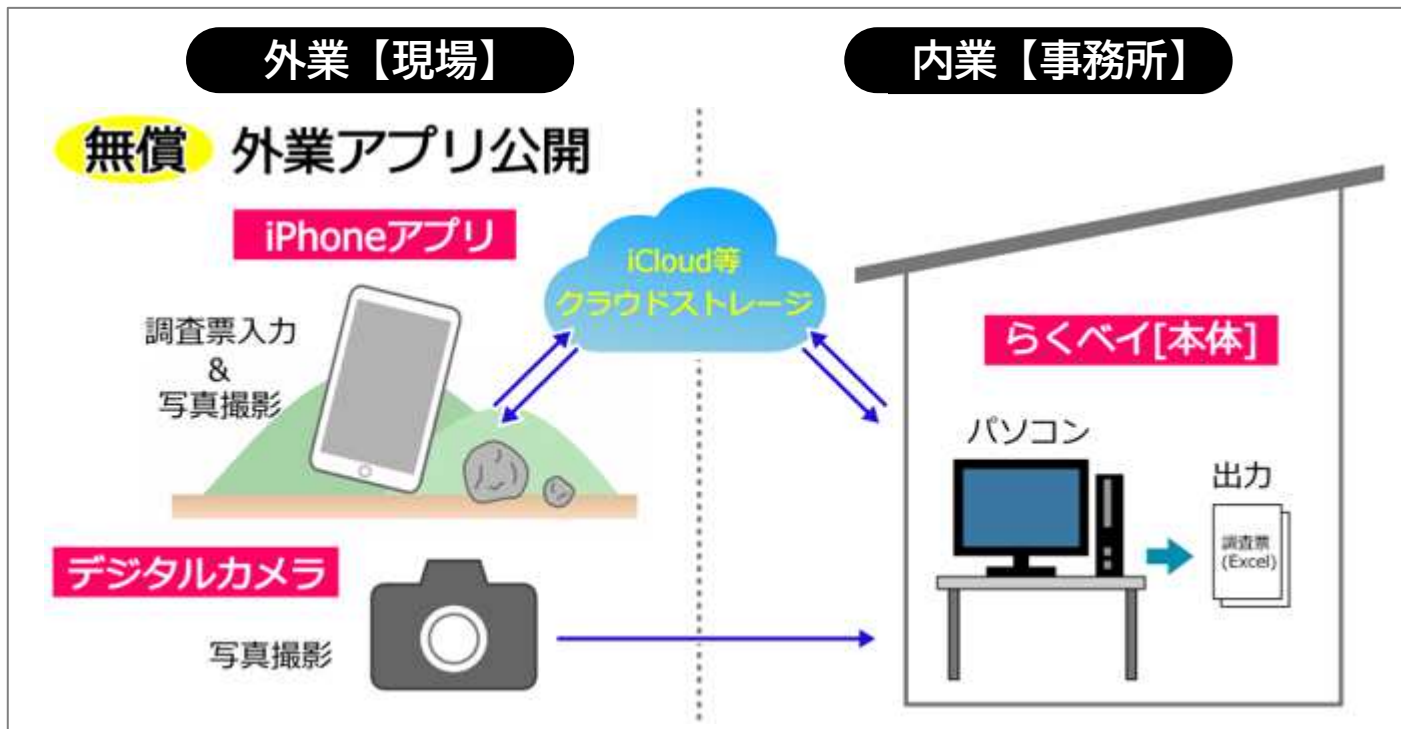 外業【現場】
内業【事務所】
無償 外業アプリ公開
iPhoneアプリ
調査票入力
&
写真撮影
iCloud等
クラウドストレージ
デジタルカメラ
写真撮影
らくベイ[本体]
パソコン
出力
調査票
(Excel)